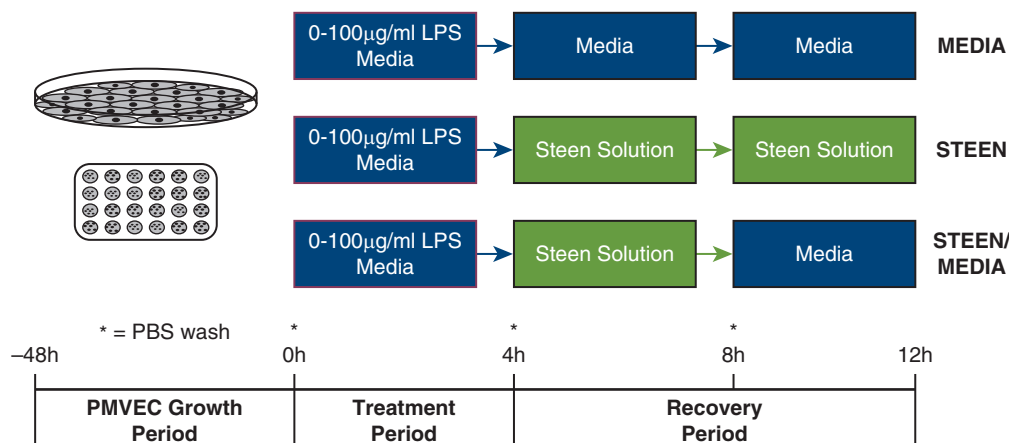 0-100µg/ml LPS
Media
Media
Media
MEDIA
0-100µg/ml LPS
Media
Steen Solution
Steen Solution
STEEN
0-100µg/ml LPS
Media
Steen Solution
Media
STEEN/
MEDIA
* = PBS wash
* * *
–48h 0h 4h 8h 12h
PMVEC Growth
Period
Treatment
Period
Recovery
Period